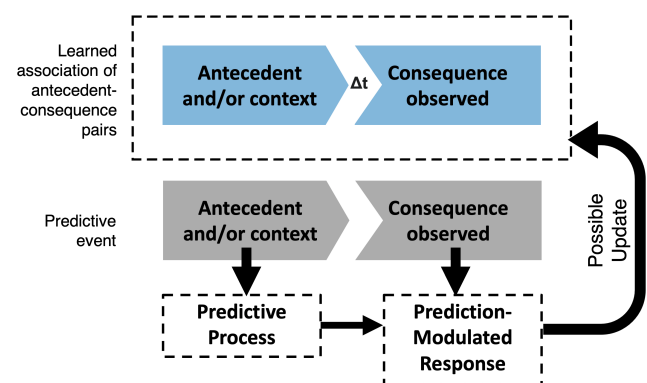 Learned
association of
antecedent-
consequence
pairs
Antecedent
and/or context
Δt
Consequence
observed
Predictive
event
Antecedent
and/or context
Consequence
observed
Predictive
Process
Prediction-
Modulated
Response
Possible
Update